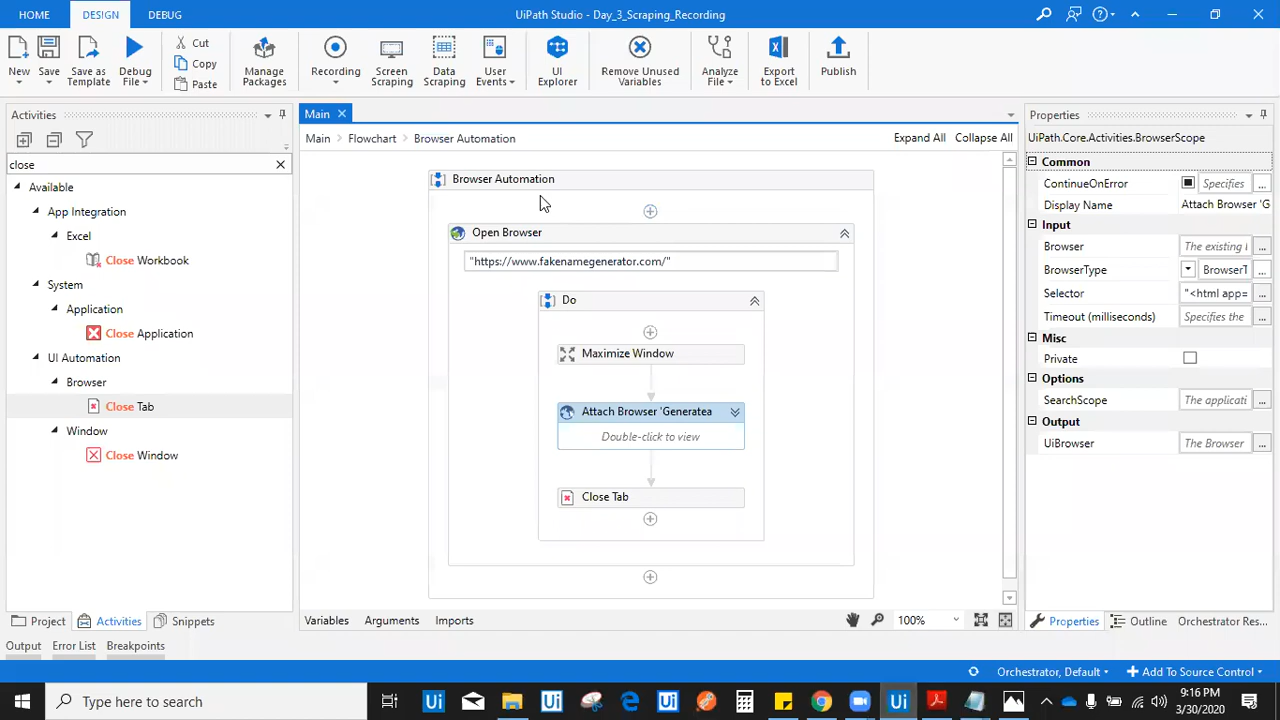 HOME DESIGN DEBUG UiPath Studio - Day_3_Scraping_Recording
New
Save
Save as Template
Debug File
Cut
Copy
Paste
Manage Packages
Recording
Screen Scraping
Data Scraping
User Events
UI Explorer
Remove Unused Variables
Analyze File
Export to Excel
Publish
Activities
close
Available
App Integration
Excel
Close Workbook
System
Application
Close Application
UI Automation
Browser
Close Tab
Window
Close Window
Project Activities Snippets
Main
Main Flowchart Browser Automation Expand All Collapse All
Browser Automation
Open Browser
"https://www.fakenamegenerator.com/"
Do
Maximize Window
Attach Browser 'Generatea
Double-click to view
Close Tab
Variables Arguments Imports 100%
Properties
UiPath.Core.Activities.BrowserScope
Common
ContinueOnError Specifies ...
Display Name Attach Browser 'G
Input
Browser The existing ...
BrowserType BrowserT ...
Selector "<html app= ...
Timeout (milliseconds) Specifies the ...
Misc
Private
Options
SearchScope The applicati ...
Output
UiBrowser The Browser ...
Properties Outline Orchestrator Res...
Output Error List Breakpoints
Orchestrator, Default Add To Source Control
Type here to search
Ui Ui Ui Ui
9:16 PM
3/30/2020